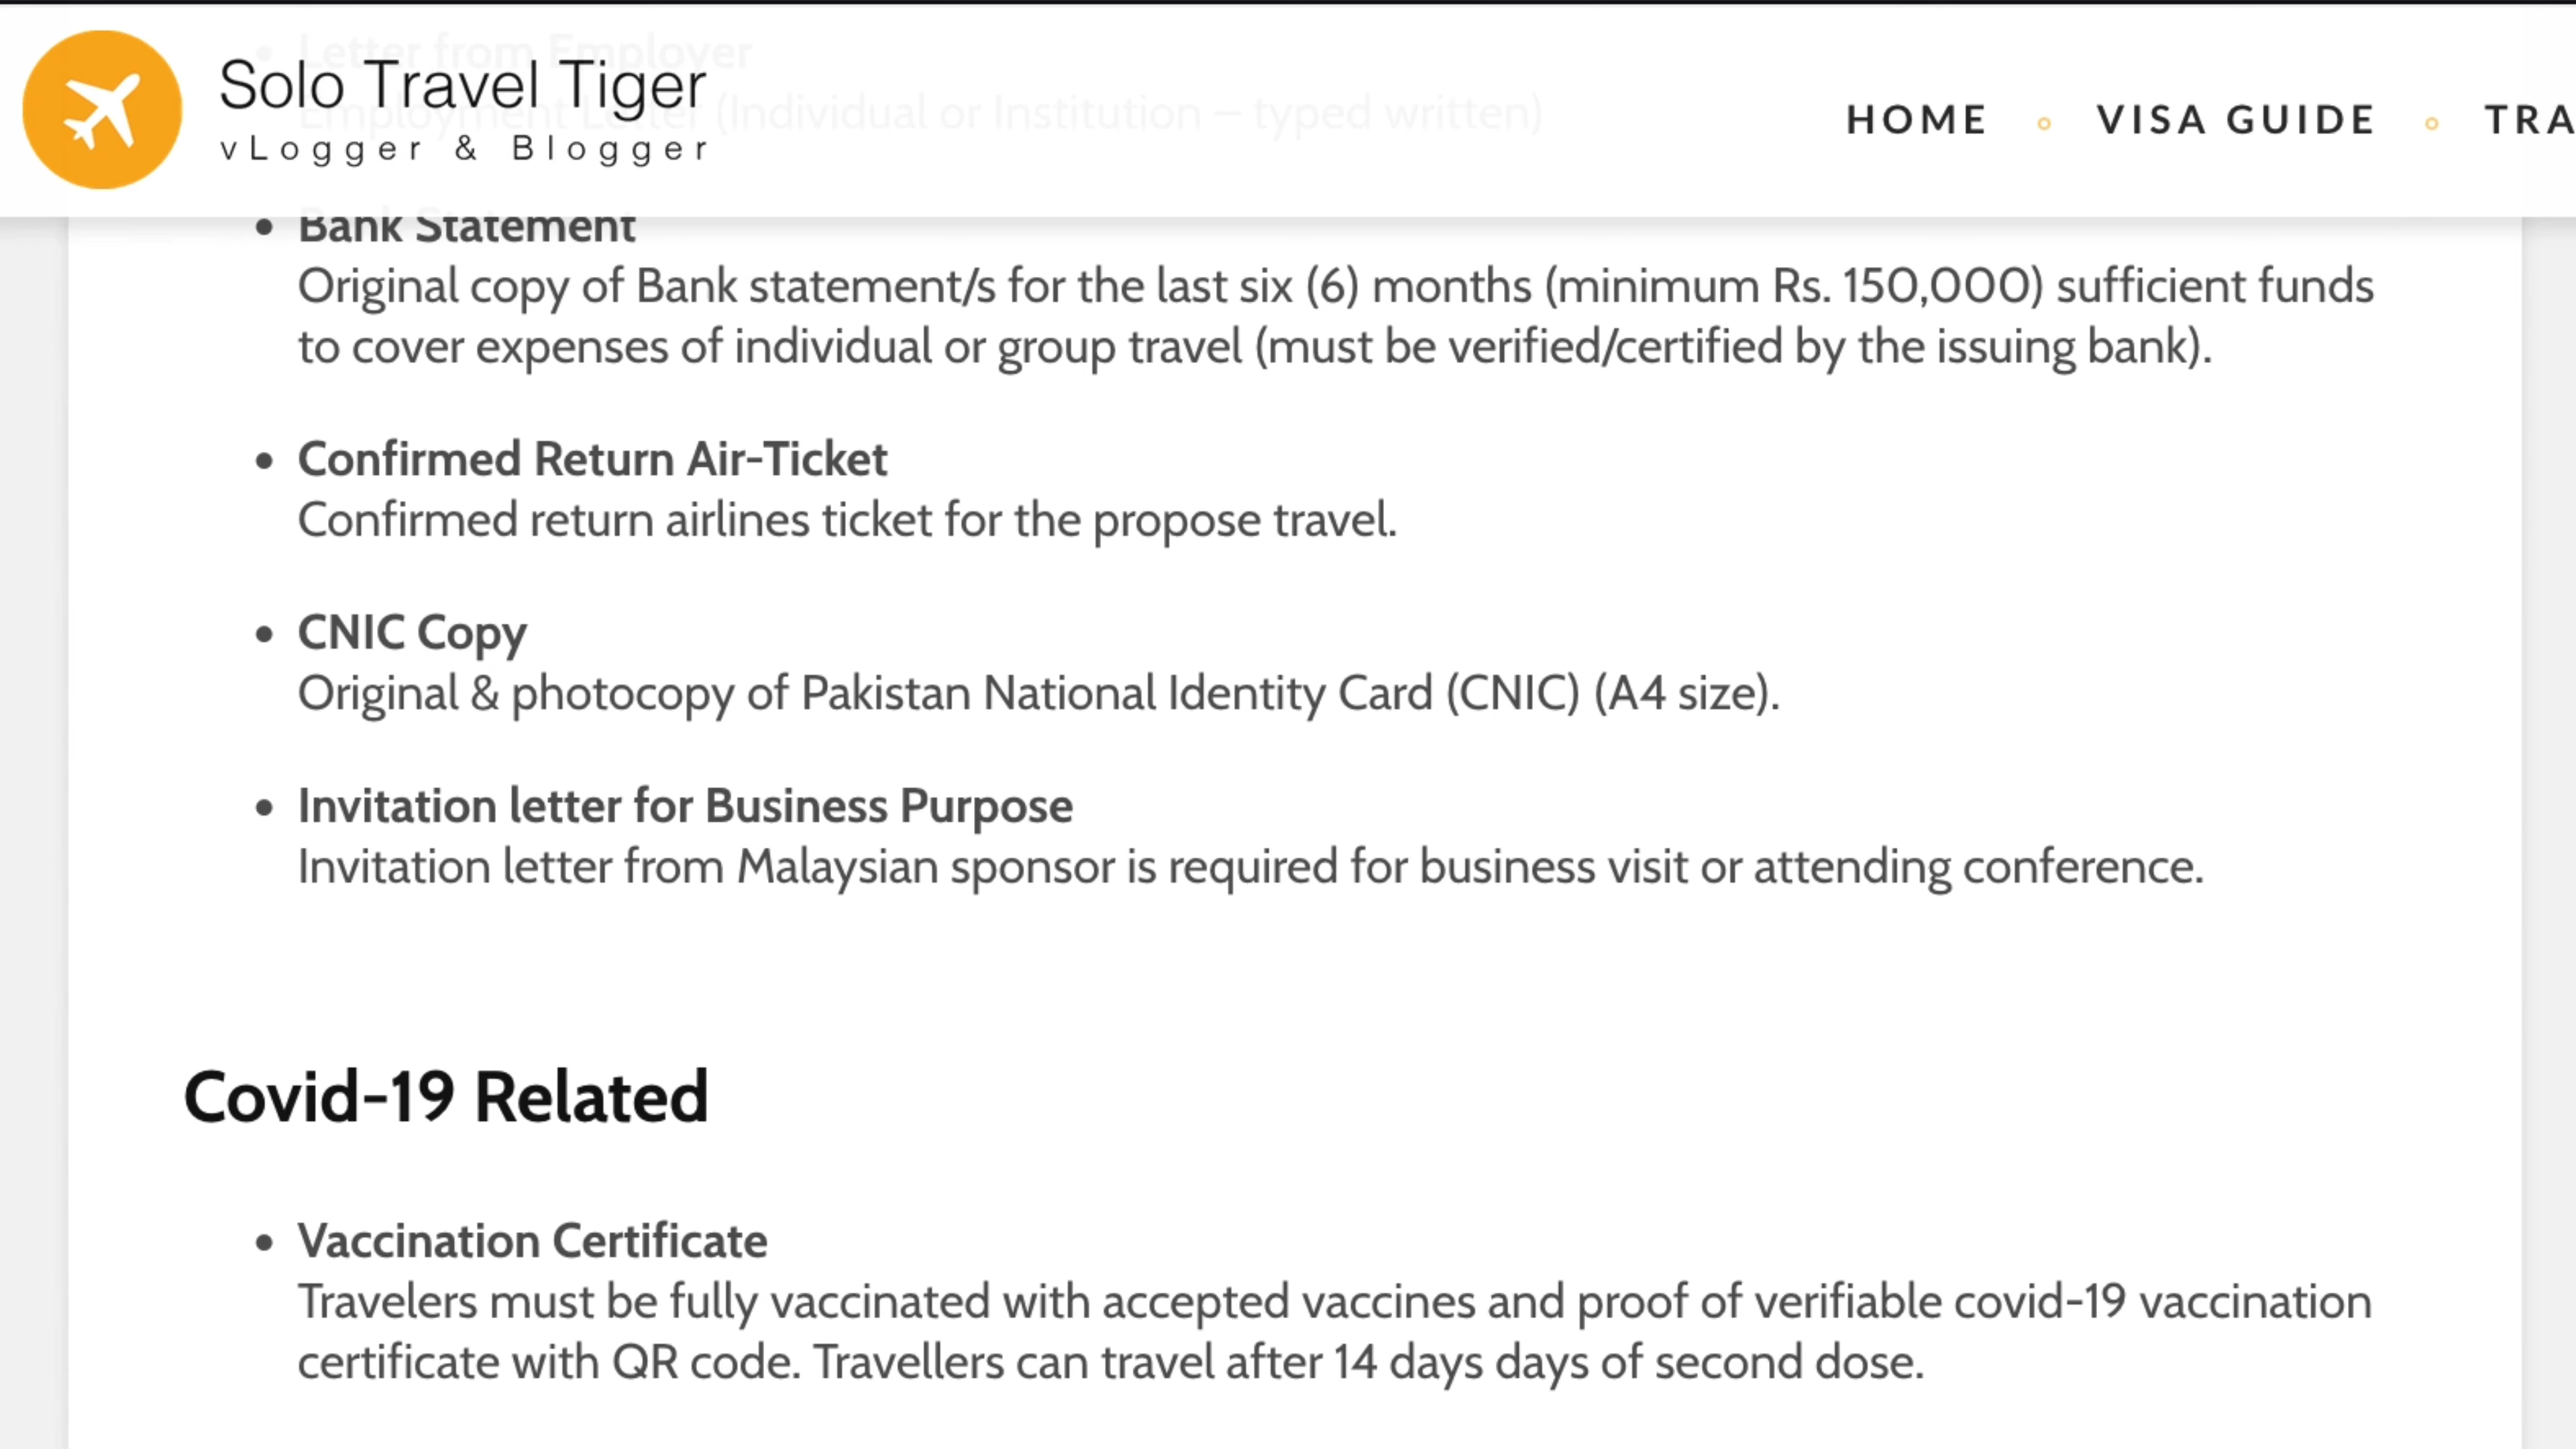 Letter from Employer
Solo Travel Tiger
Employment Letter (Individual or Institution – typed written)
vLogger & Blogger
HOME
VISA GUIDE
TRA
• Bank Statement
Original copy of Bank statement/s for the last six (6) months (minimum Rs. 150,000) sufficient funds
to cover expenses of individual or group travel (must be verified/certified by the issuing bank).
• Confirmed Return Air-Ticket
Confirmed return airlines ticket for the propose travel.
• CNIC Copy
Original & photocopy of Pakistan National Identity Card (CNIC) (A4 size).
• Invitation letter for Business Purpose
Invitation letter from Malaysian sponsor is required for business visit or attending conference.
Covid-19 Related
• Vaccination Certificate
Travelers must be fully vaccinated with accepted vaccines and proof of verifiable covid-19 vaccination
certificate with QR code. Travellers can travel after 14 days days of second dose.